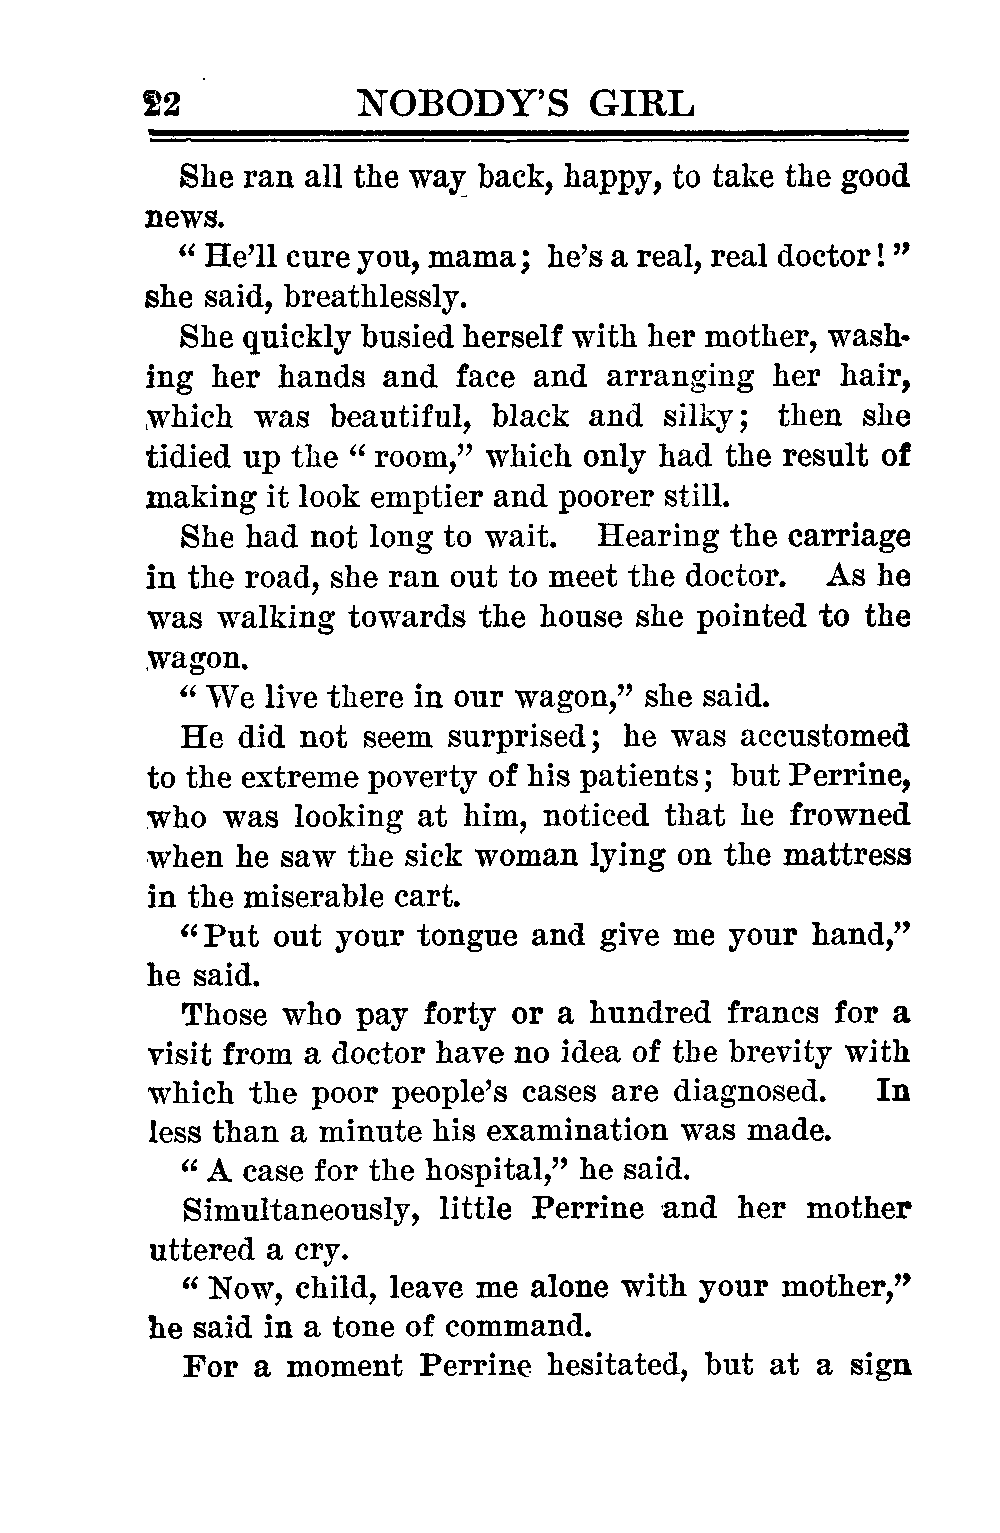 22 NOBODY'S GIRL
She ran all the way back, happy, to take the good
news.
“ He'll cure you, mama; he's a real, real doctor! ”
she said, breathlessly.
She quickly busied herself with her mother, wash-
ing her hands and face and arranging her hair,
which was beautiful, black and silky; then she
tidied up the “ room,” which only had the result of
making it look emptier and poorer still.
She had not long to wait. Hearing the carriage
in the road, she ran out to meet the doctor. As he
was walking towards the house she pointed to the
wagon.
“ We live there in our wagon,” she said.
He did not seem surprised; he was accustomed
to the extreme poverty of his patients; but Perrine,
who was looking at him, noticed that he frowned
when he saw the sick woman lying on the mattress
in the miserable cart.
“Put out your tongue and give me your hand,”
he said.
Those who pay forty or a hundred francs for a
visit from a doctor have no idea of the brevity with
which the poor people's cases are diagnosed. In
less than a minute his examination was made.
“ A case for the hospital,” he said.
Simultaneously, little Perrine and her mother
uttered a cry.
“ Now, child, leave me alone with your mother,”
he said in a tone of command.
For a moment Perrine hesitated, but at a sign